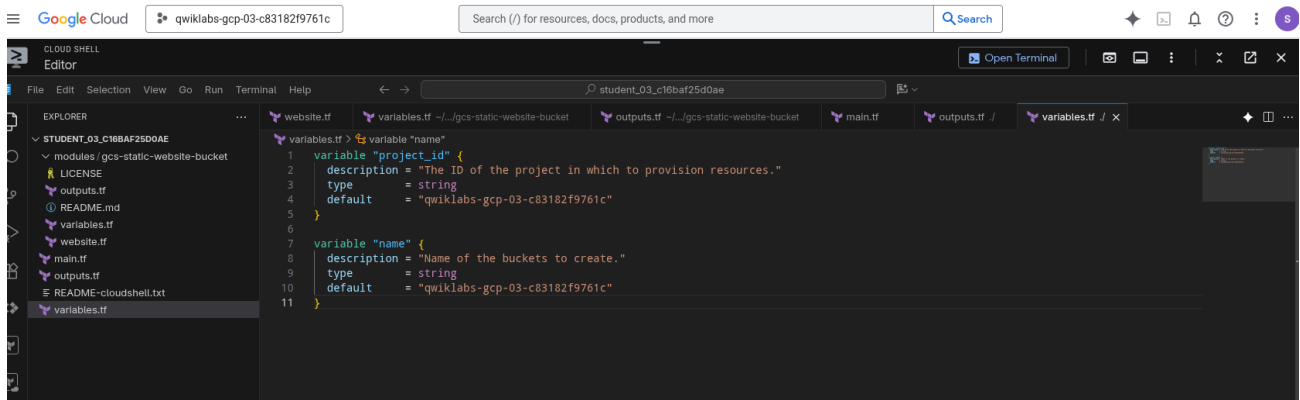 Google Cloud
qwiklabs-gcp-03-c83182f9761c
Search (/) for resources, docs, products, and more
Search
S
CLOUD SHELL
Editor
Open Terminal
File Edit Selection View Go Run Terminal Help
student_03_c16baf25d0ae
EXPLORER
website.tf
variables.tf ~/.../gcs-static-website-bucket
outputs.tf ~/.../gcs-static-website-bucket
main.tf
outputs.tf ./
variables.tf ./
STUDENT_03_C16BAF25D0AE
modules/gcs-static-website-bucket
LICENSE
outputs.tf
README.md
variables.tf
website.tf
main.tf
outputs.tf
README-cloudshell.txt
variables.tf
variables.tf > variable "name"
1 variable "project_id" {
2 description = "The ID of the project in which to provision resources."
3 type = string
4 default = "qwiklabs-gcp-03-c83182f9761c"
5 }
6
7 variable "name" {
8 description = "Name of the buckets to create."
9 type = string
10 default = "qwiklabs-gcp-03-c83182f9761c"
11 }